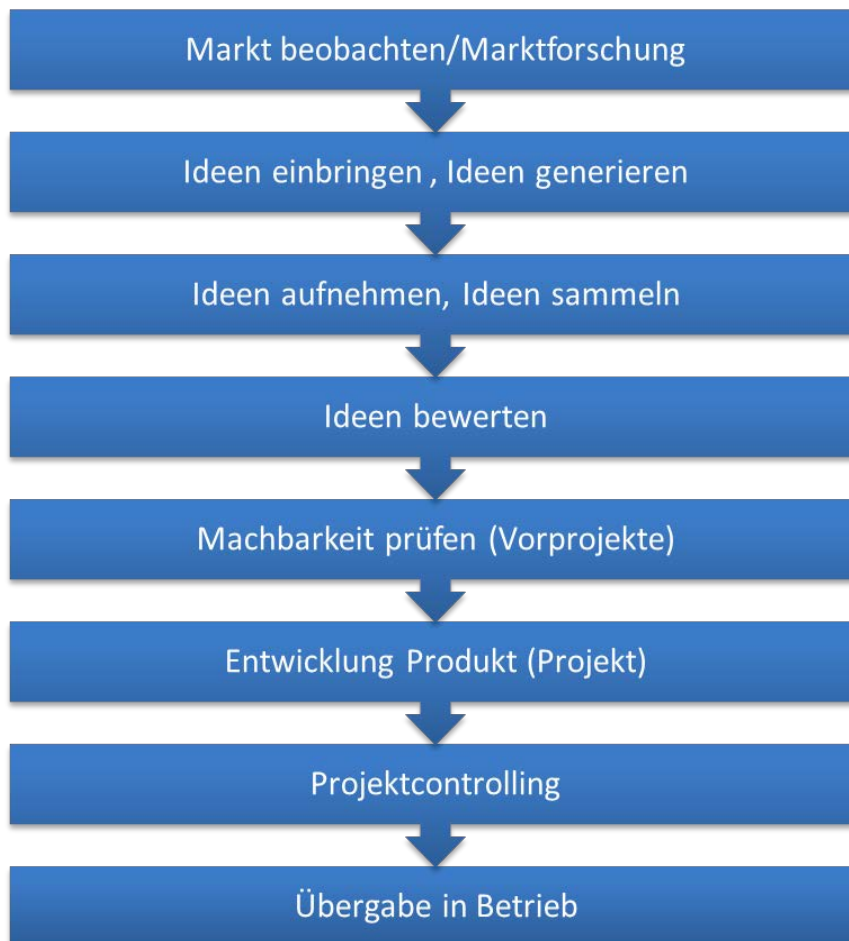 Markt beobachten/Marktforschung
Ideen einbringen , Ideen generieren
Ideen aufnehmen, Ideen sammeln
Ideen bewerten
Machbarkeit prüfen (Vorprojekte)
Entwicklung Produkt (Projekt)
Projektcontrolling
Übergabe in Betrieb